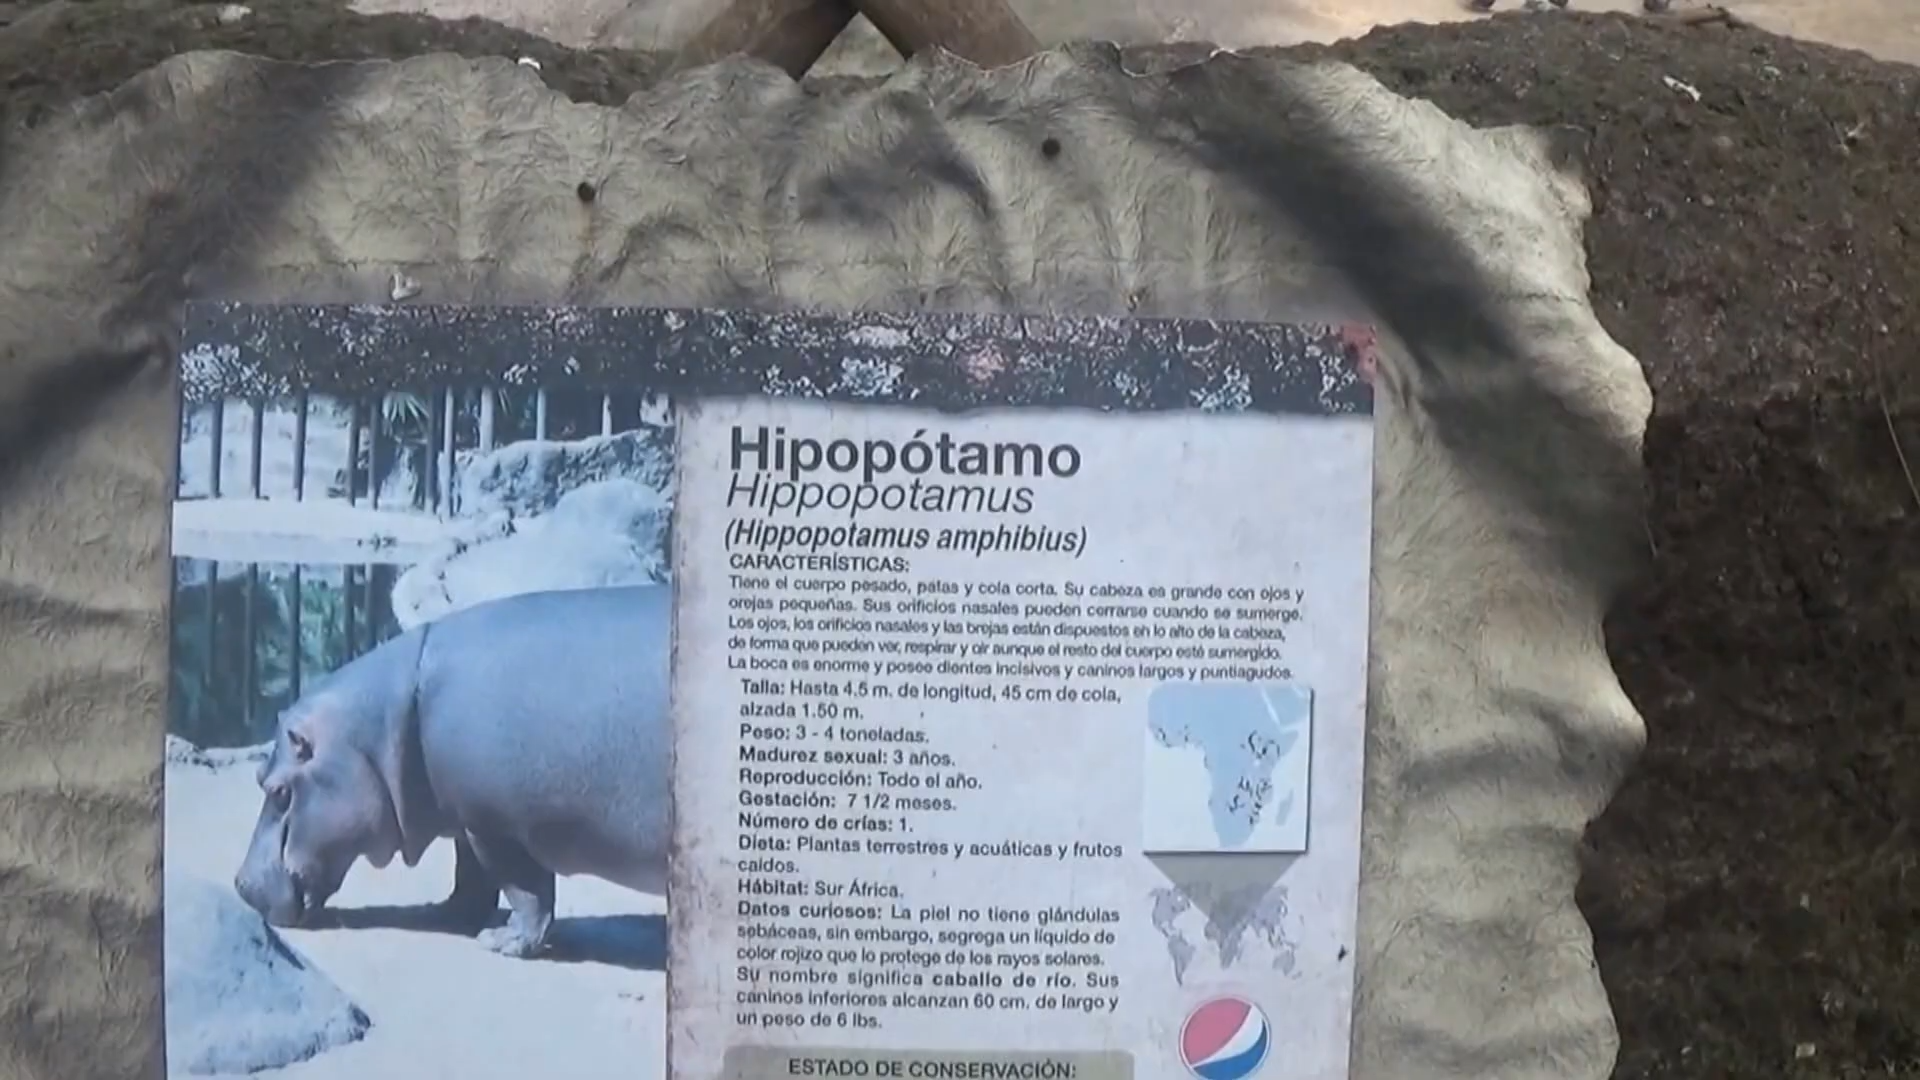 Hipopótamo
Hippopotamus
(Hippopotamus amphibius)
CARACTERÍSTICAS:
Tiene el cuerpo pesado, patas y cola corta. Su cabeza es grande con ojos y
orejas pequeñas. Sus orificios nasales pueden cerrarse cuando se sumerge.
Los ojos, los orificios nasales y las orejas están dispuestos en lo alto de la cabeza,
de forma que pueden ver, respirar y oir aunque el resto del cuerpo esté sumergido.
La boca es enorme y posee dientes incisivos y caninos largos y puntiagudos.
Talla: Hasta 4.5 m. de longitud, 45 cm de cola,
alzada 1.50 m.
Peso: 3 - 4 toneladas.
Madurez sexual: 3 años.
Reproducción: Todo el año.
Gestación: 7 1/2 meses.
Número de crías: 1.
Dieta: Plantas terrestres y acuáticas y frutos
caidos.
Hábitat: Sur África.
Datos curiosos: La piel no tiene glándulas
sebáceas, sin embargo, segrega un líquido de
color rojizo que lo protege de los rayos solares.
Su nombre significa caballo de río. Sus
caninos inferiores alcanzan 60 cm. de largo y
un peso de 6 lbs.
ESTADO DE CONSERVACIÓN: